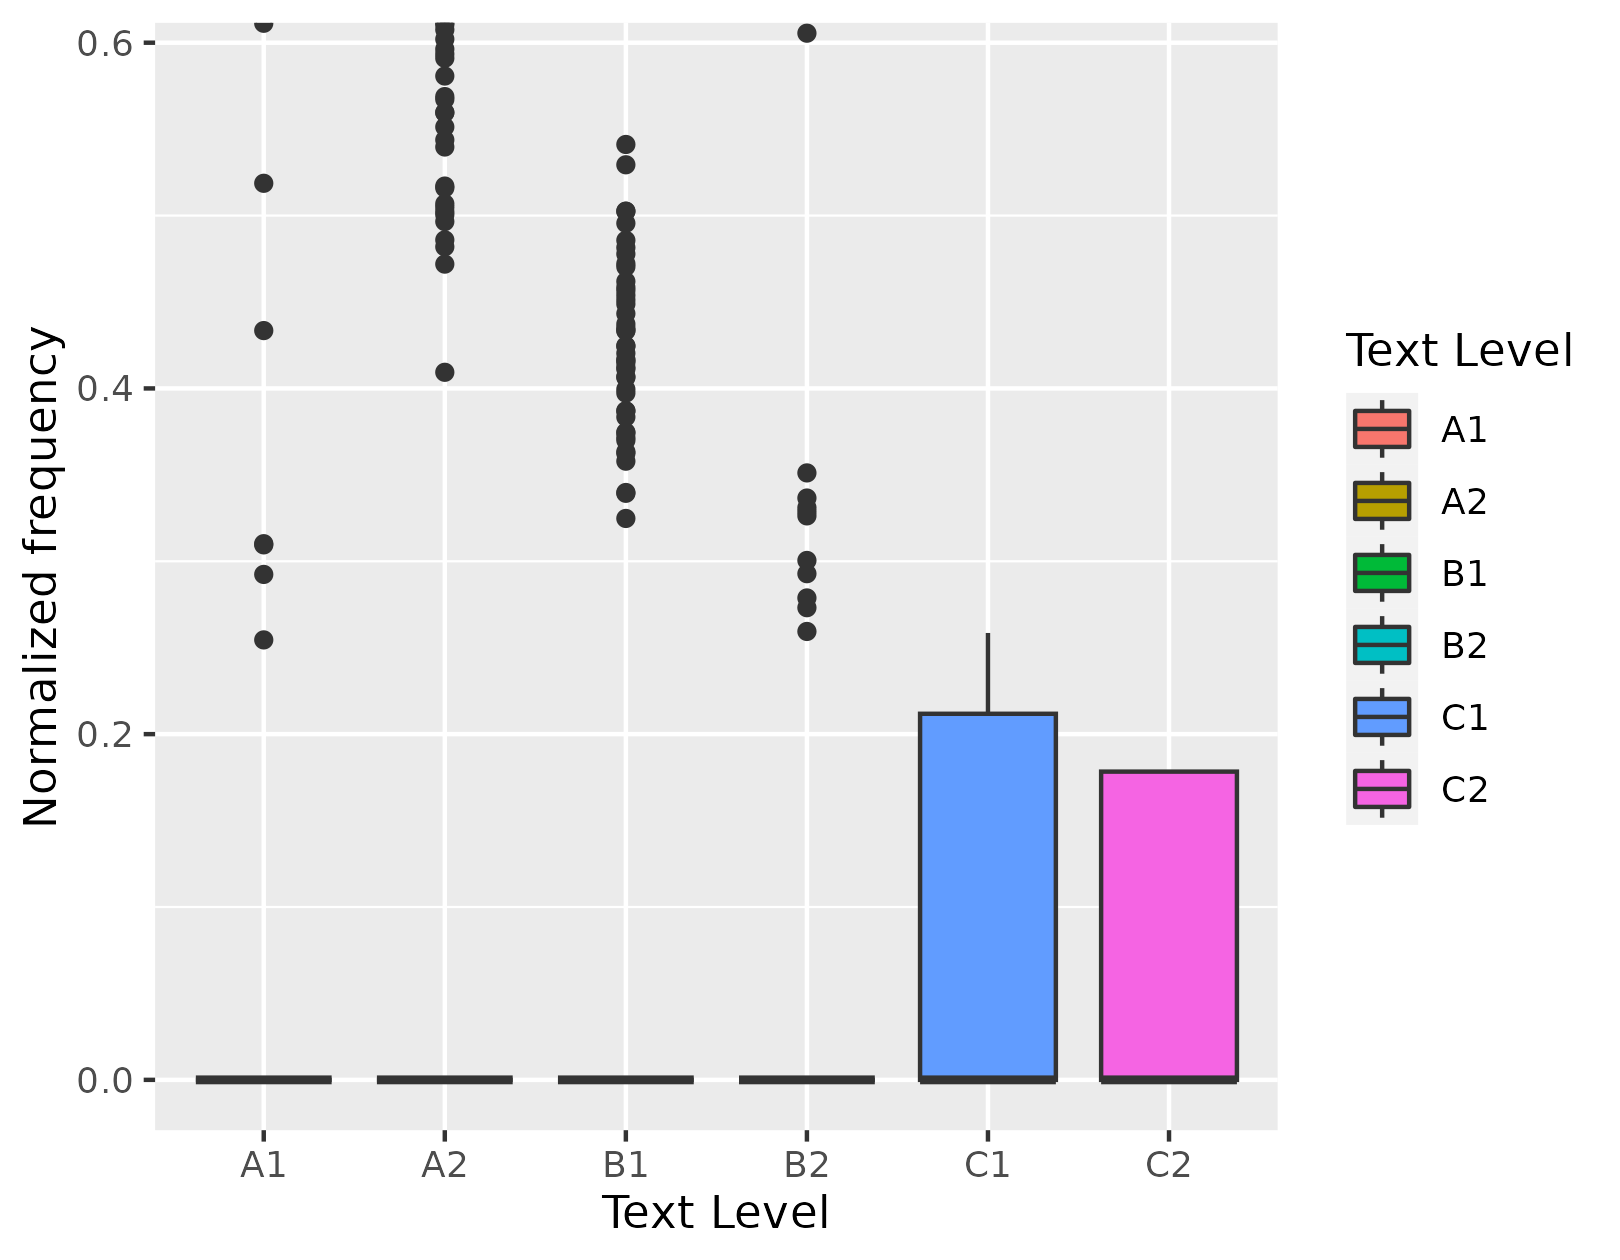 Normalized frequency
0.6
0.4
0.2
0.0
A1 A2 B1 B2 C1 C2
Text Level
Text Level
A1
A2
B1
B2
C1
C2